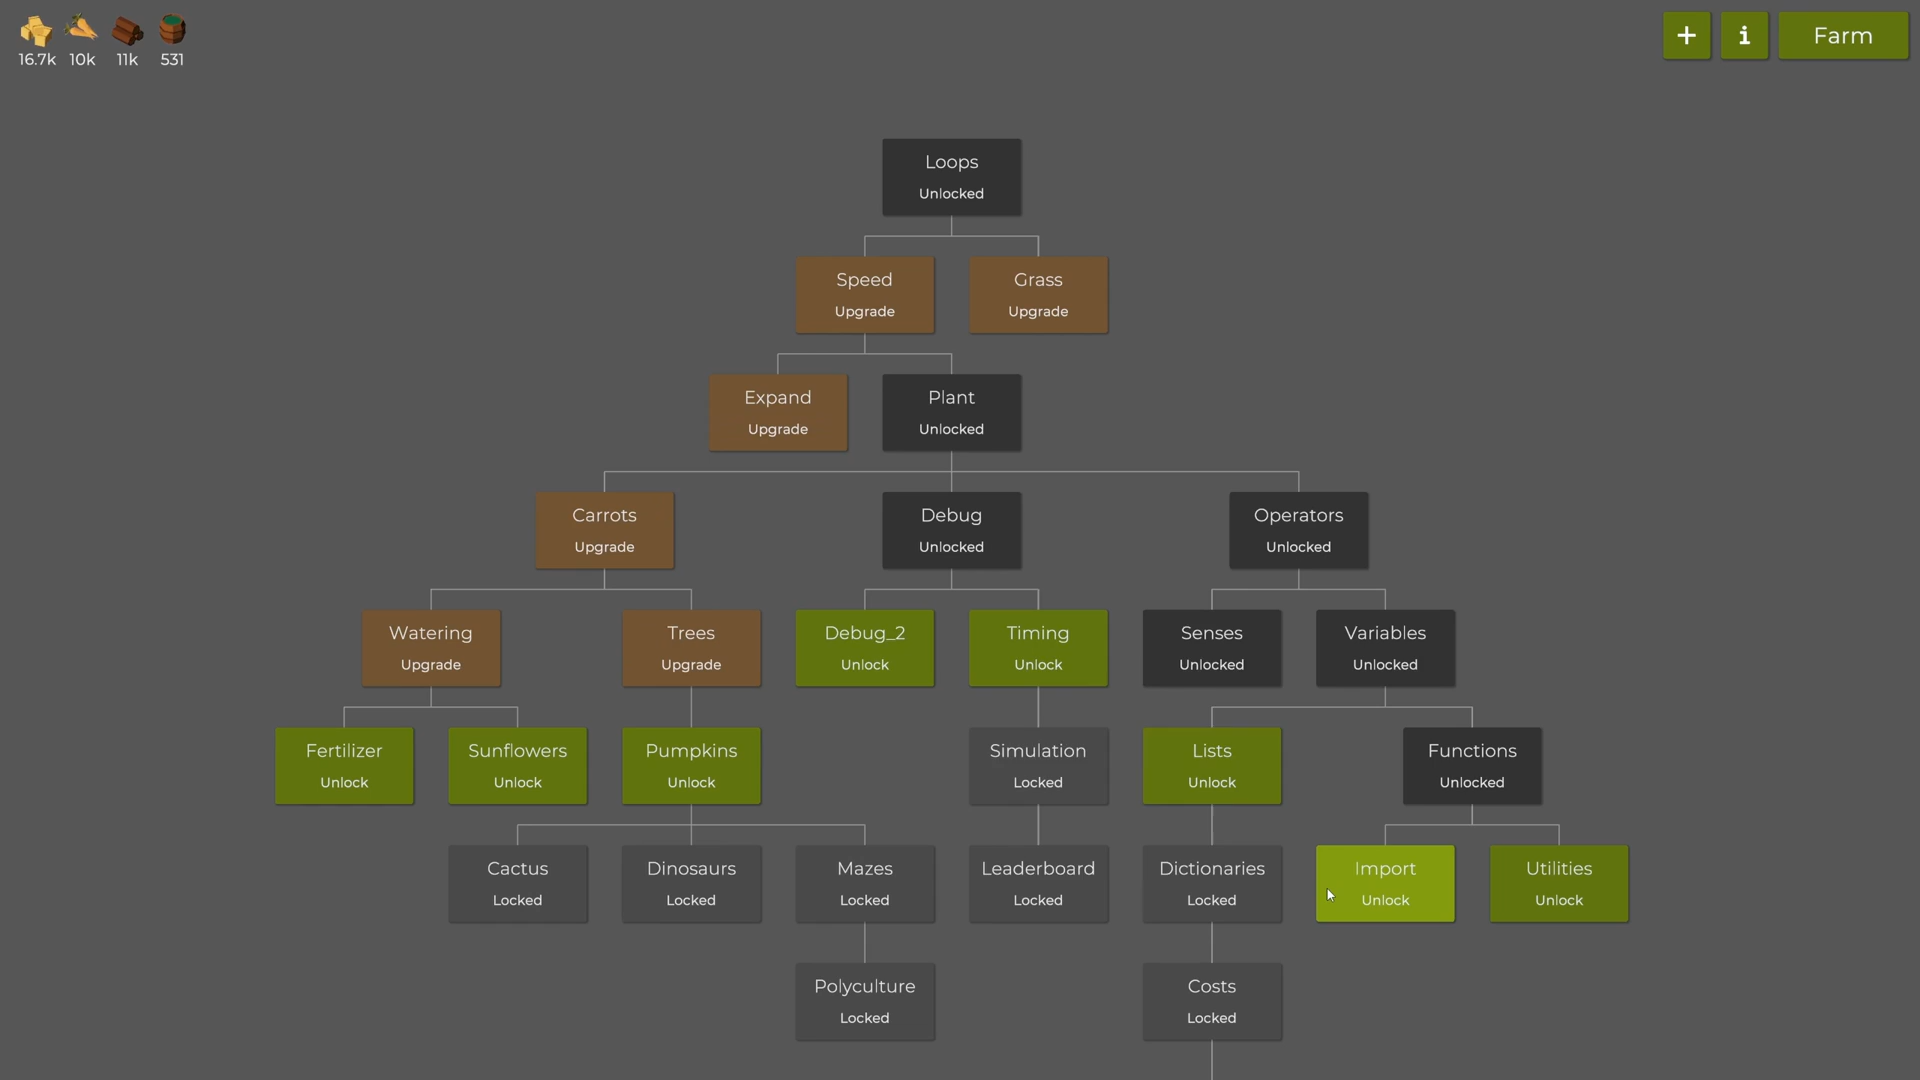 16.7k 10k 11k 531
+ i Farm
Loops
Unlocked
Speed Grass
Upgrade Upgrade
Expand Plant
Upgrade Unlocked
Carrots Debug Operators
Upgrade Unlocked Unlocked
Watering Trees Debug_2 Timing Senses Variables
Upgrade Upgrade Unlock Unlock Unlocked Unlocked
Fertilizer Sunflowers Pumpkins Simulation Lists Functions
Unlock Unlock Unlock Locked Unlock Unlocked
Cactus Dinosaurs Mazes Leaderboard Dictionaries Import Utilities
Locked Locked Locked Locked Locked Unlock Unlock
Polyculture Costs
Locked Locked